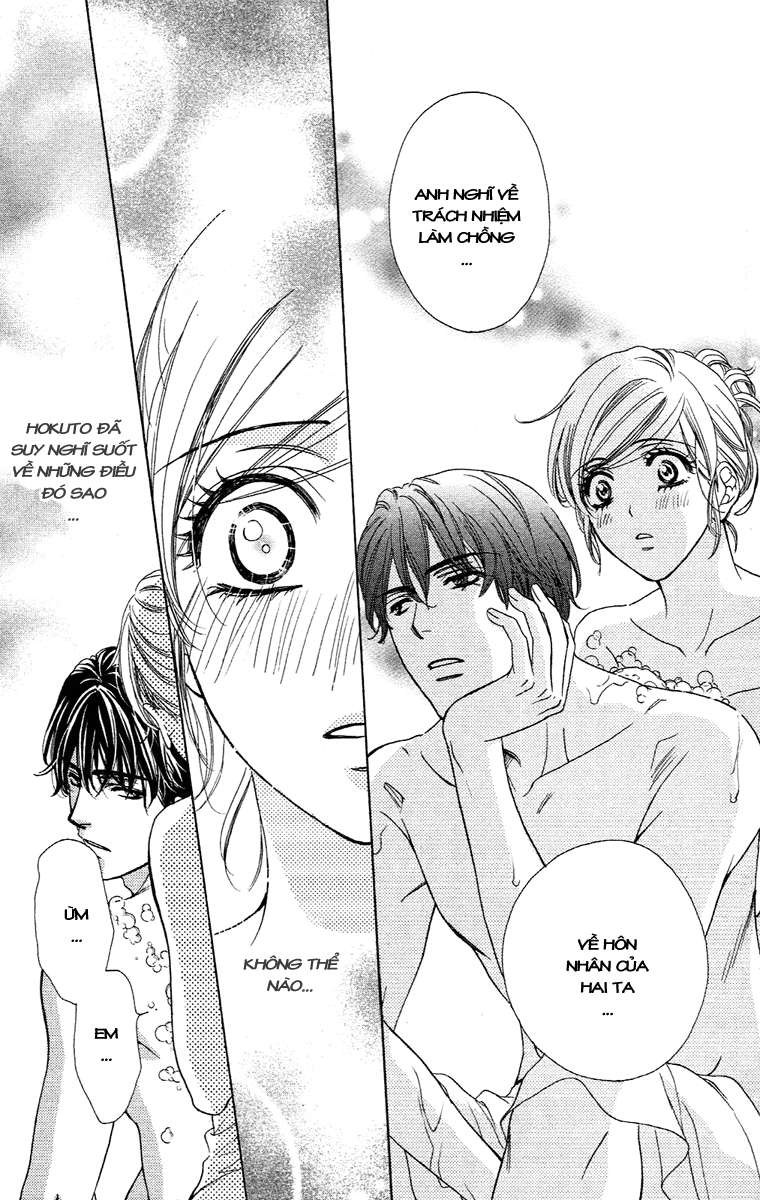 ANH NGHĨ VỀ
TRÁCH NHIỆM
LÀM CHỒNG
...
VỀ HÔN
NHÂN CỦA
HAI TA
...
KHÔNG THỂ
NÀO...
HOKUTO ĐÃ
SUY NGHĨ SUỐT
VỀ NHỮNG ĐIỀU
ĐÓ SAO
...
ỪM
...
EM
...